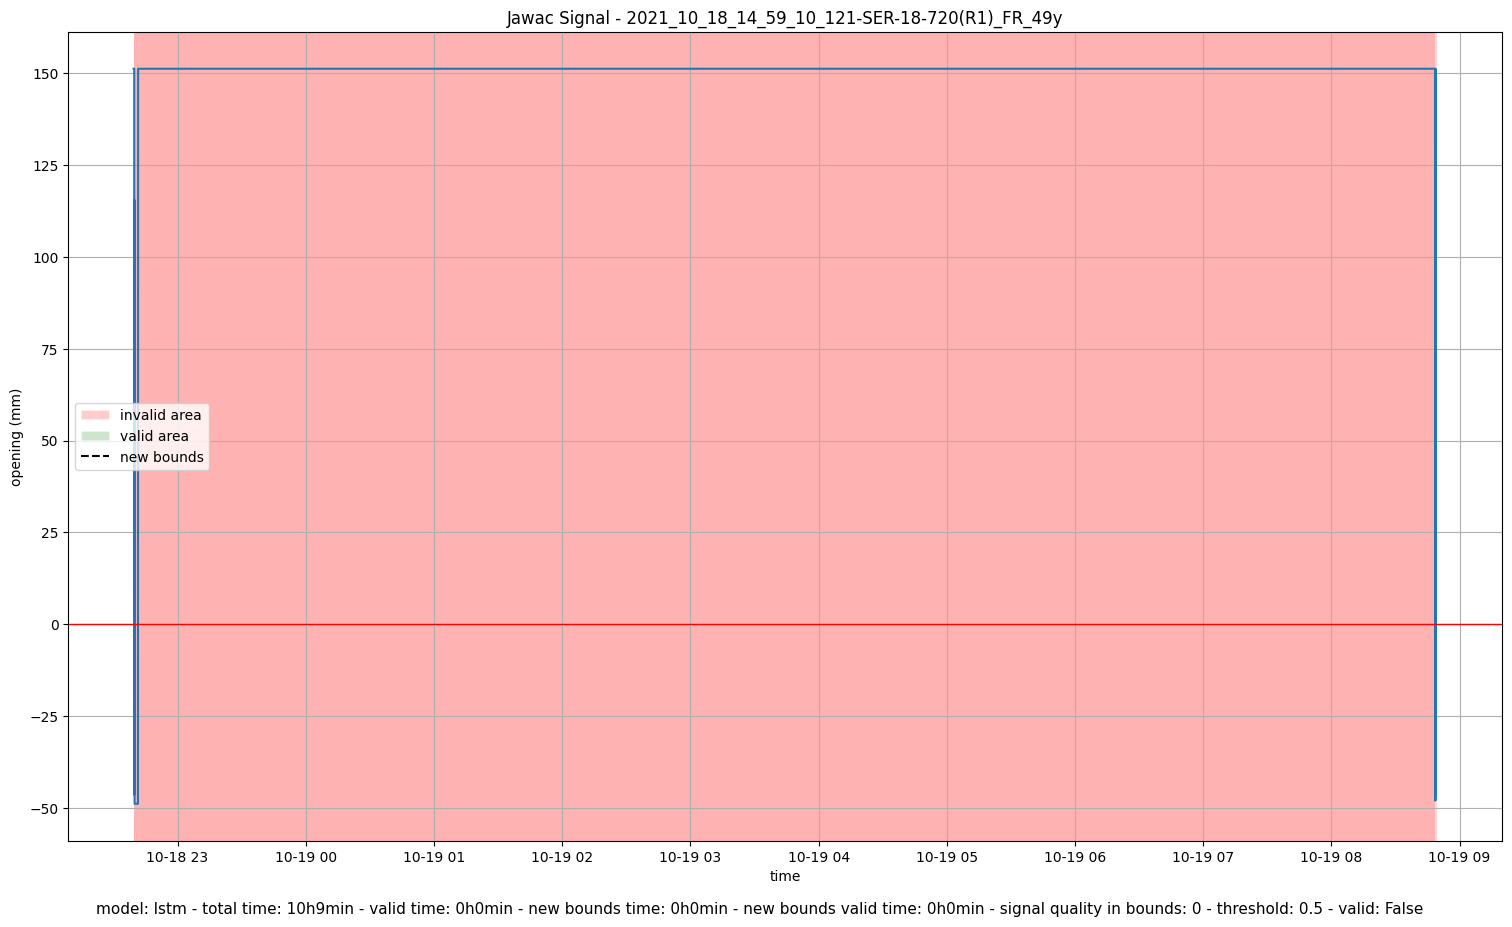 Jawac Signal - 2021_10_18_14_59_10_121-SER-18-720(R1)_FR_49y
150
125
100
75
50
25
0
−25
−50
opening (mm)
invalid area
valid area
new bounds
10-18 23
10-19 00
10-19 01
10-19 02
10-19 03
10-19 04
10-19 05
10-19 06
10-19 07
10-19 08
10-19 09
time
model: lstm - total time: 10h9min - valid time: 0h0min - new bounds time: 0h0min - new bounds valid time: 0h0min - signal quality in bounds: 0 - threshold: 0.5 - valid: False